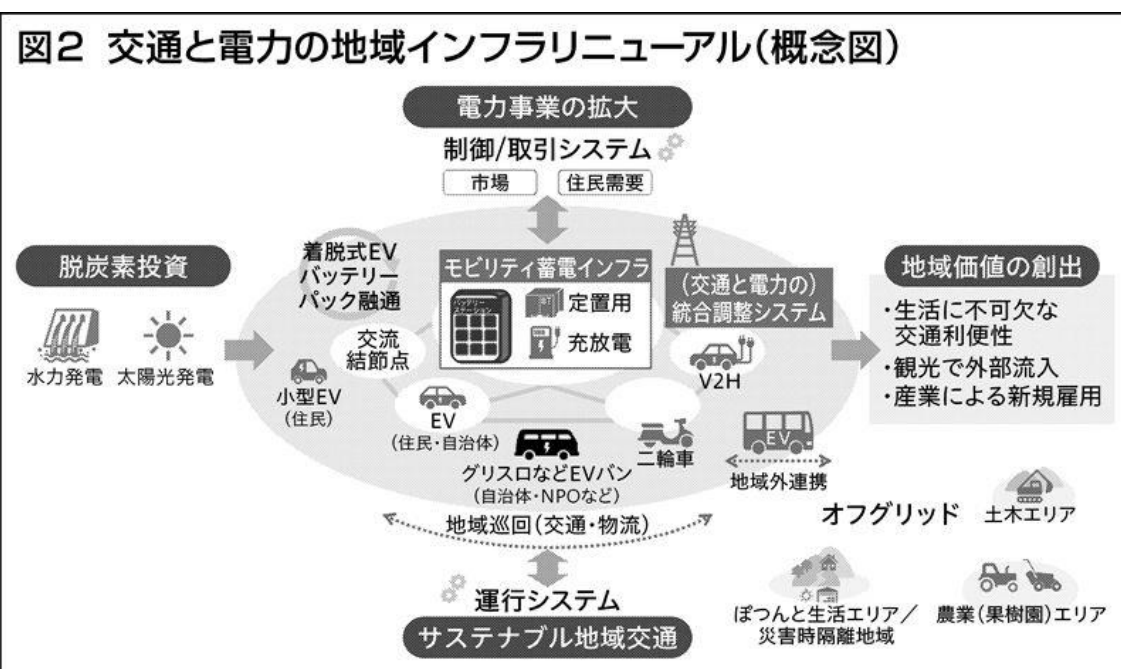 図2 交通と電力の地域インフラリニューアル(概念図)
電力事業の拡大
制御/取引システム
市場
住民需要
脱炭素投資
水力発電
太陽光発電
着脱式EV
バッテリー
パック融通
モビリティ蓄電インフラ
バッテリー
ステーション
定置用
充放電
(交通と電力の)
統合調整システム
地域価値の創出
・生活に不可欠な
交通利便性
・観光で外部流入
・産業による新規雇用
交流
結節点
小型EV
(住民)
EV
(住民・自治体)
グリスロなどEVバン
(自治体・NPOなど)
二輪車
V2H
EV
地域外連携
地域巡回(交通・物流)
運行システム
サステナブル地域交通
オフグリッド
土木エリア
ぽつんと生活エリア/
災害時隔離地域
農業(果樹園)エリア